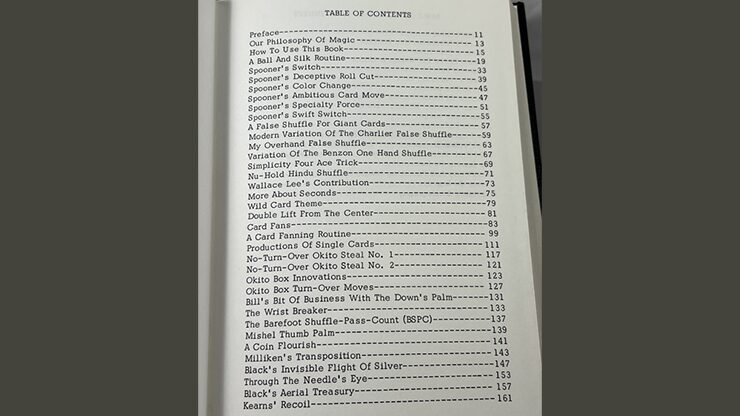 TABLE OF CONTENTS
Preface--------------------------------------------- 11
Our Philosophy Of Magic----------------------------- 13
How To Use This Book-------------------------------- 15
A Ball And Silk Routine----------------------------- 19
Spooner's Switch------------------------------------ 33
Spooner's Deceptive Roll Cut------------------------ 39
Spooner's Color Change------------------------------ 45
Spooner's Ambitious Card Move----------------------- 47
Spooner's Specialty Force--------------------------- 51
Spooner's Swift Switch------------------------------ 55
A False Shuffle For Giant Cards--------------------- 57
Modern Variation Of The Charlier False Shuffle------ 59
My Overhand False Shuffle--------------------------- 63
Variation Of The Benzon One Hand Shuffle------------ 67
Simplicity Four Ace Trick--------------------------- 69
Nu-Hold Hindu Shuffle------------------------------- 71
Wallace Lee's Contribution-------------------------- 73
More About Seconds---------------------------------- 75
Wild Card Theme------------------------------------- 79
Double Lift From The Center------------------------- 81
Card Fans------------------------------------------- 83
A Card Fanning Routine------------------------------ 99
Productions Of Single Cards------------------------- 111
No-Turn-Over Okito Steal No. 1---------------------- 117
No-Turn-Over Okito Steal No. 2---------------------- 121
Okito Box Innovations------------------------------- 123
Okito Box Turn-Over Moves--------------------------- 127
Bill's Bit Of Business With The Down's Palm--------- 131
The Wrist Breaker----------------------------------- 133
The Barefoot Shuffle-Pass-Count (BSPC)-------------- 137
Mishel Thumb Palm----------------------------------- 139
A Coin Flourish------------------------------------- 141
Milliken's Transposition---------------------------- 143
Black's Invisible Flight Of Silver------------------ 147
Through The Needle's Eye---------------------------- 153
Black's Aerial Treasury----------------------------- 157
Kearns' Recoil-------------------------------------- 161